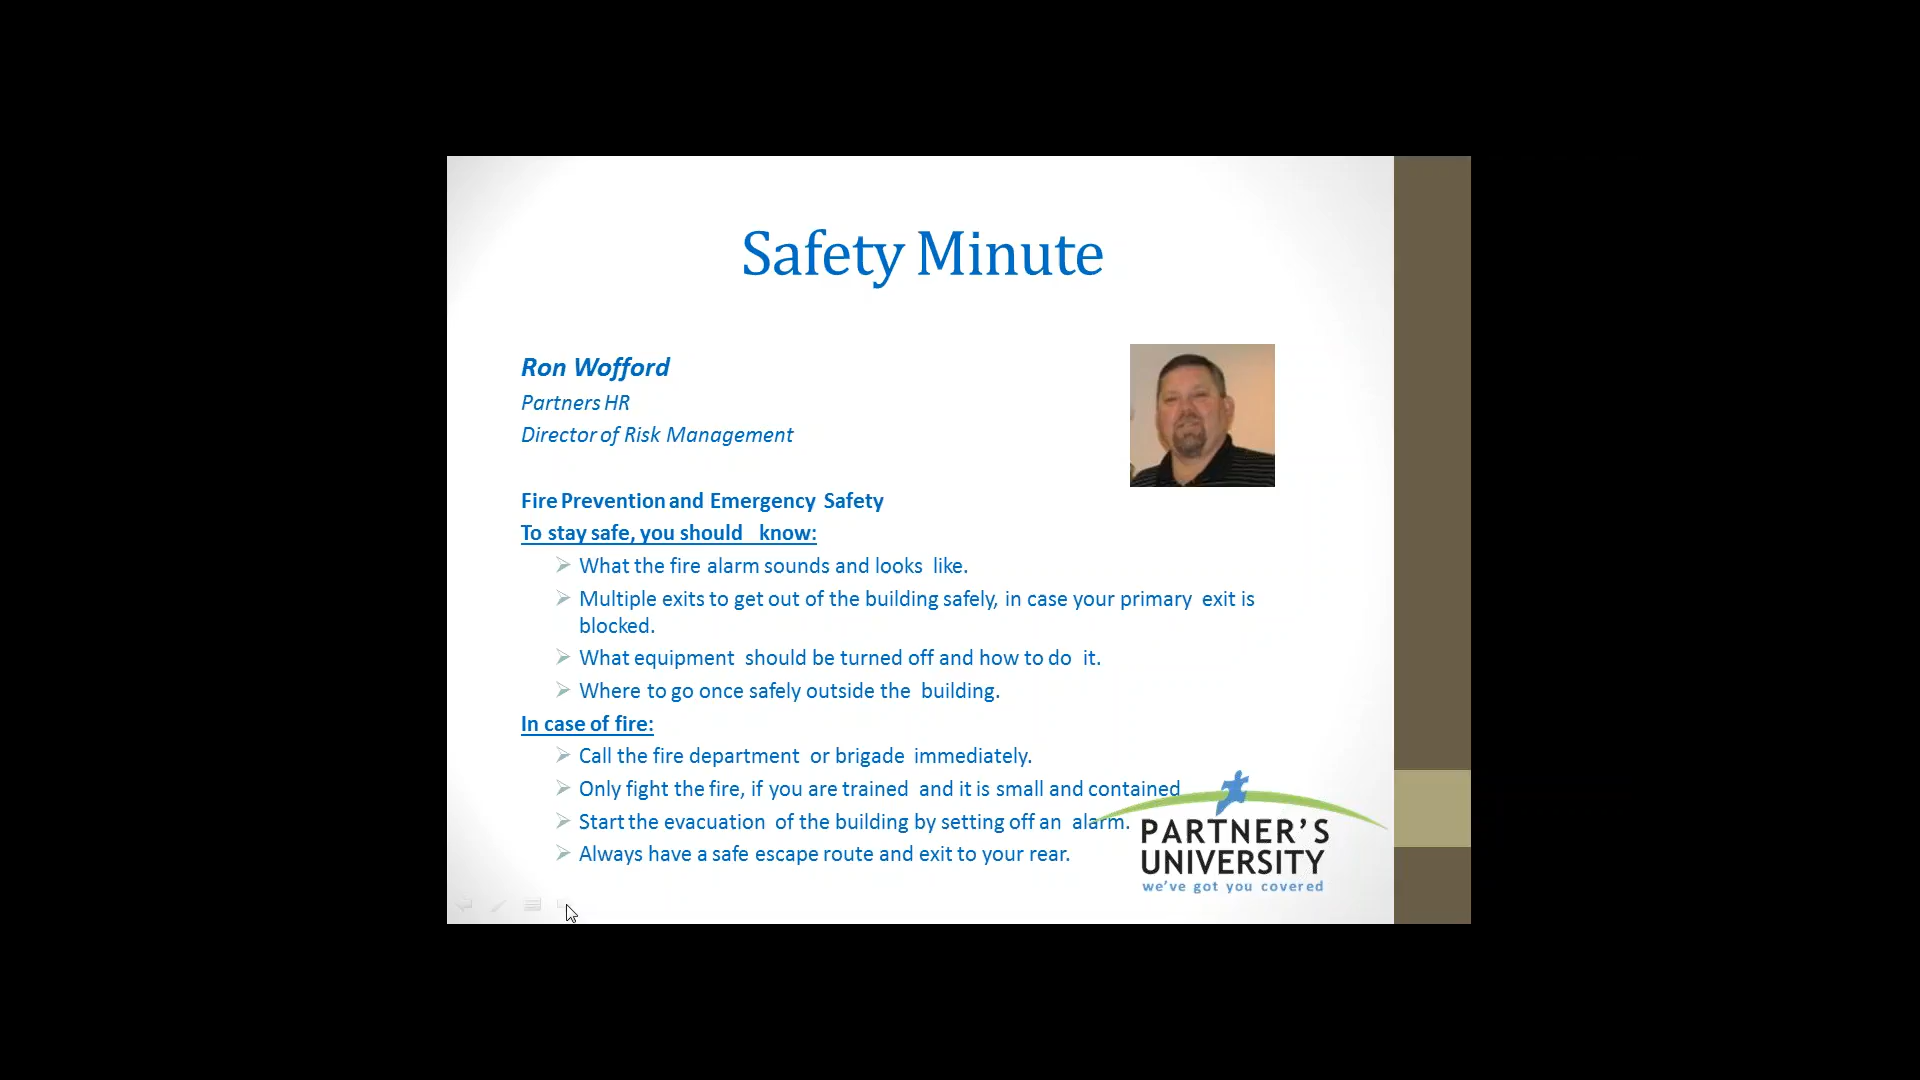 Safety Minute
Ron Wofford
Partners HR
Director of Risk Management
Fire Prevention and Emergency Safety
To stay safe, you should know:
What the fire alarm sounds and looks like.
Multiple exits to get out of the building safely, in case your primary exit is
blocked.
What equipment should be turned off and how to do it.
Where to go once safely outside the building.
In case of fire:
Call the fire department or brigade immediately.
Only fight the fire, if you are trained and it is small and contained
Start the evacuation of the building by setting off an alarm.
Always have a safe escape route and exit to your rear.
PARTNER'S
UNIVERSITY
we've got you covered